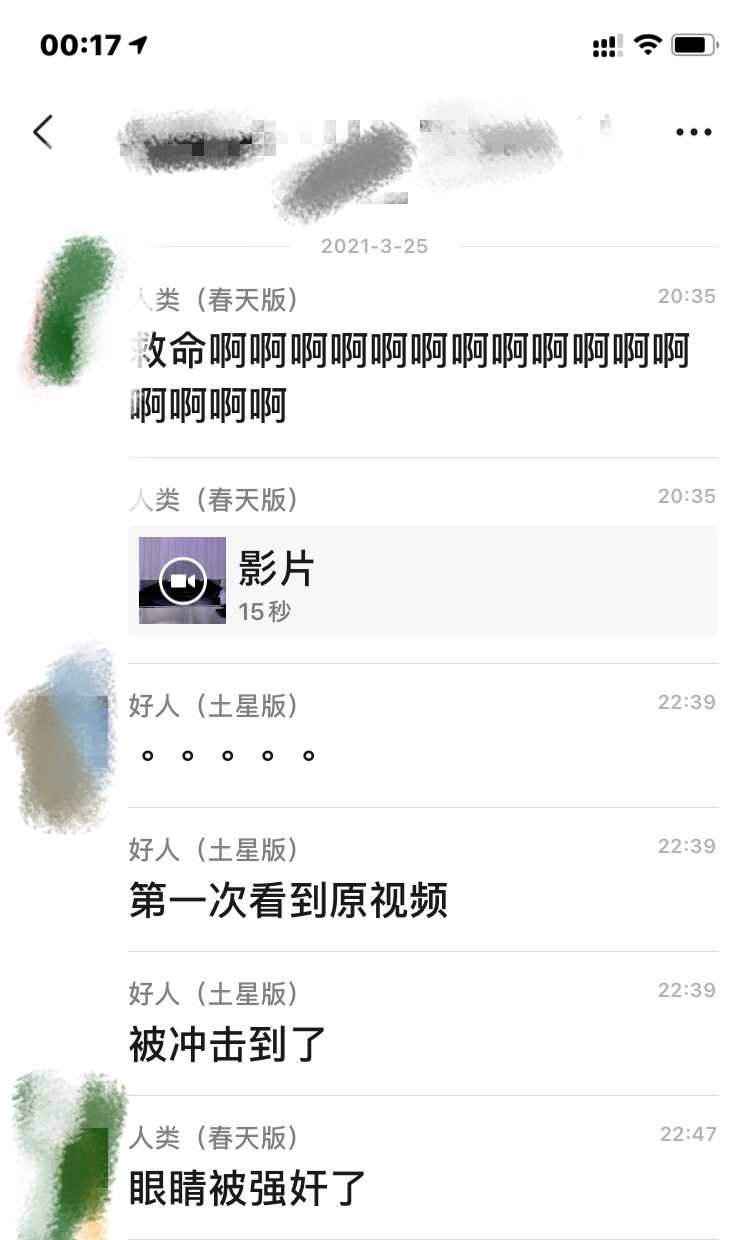 00:17
2021-3-25
人类（春天版）
20:35
救命啊啊啊啊啊啊啊啊啊啊啊啊
啊啊啊啊
人类（春天版）
20:35
影片
15秒
好人（土星版）
22:39
。。。。。
好人（土星版）
22:39
第一次看到原视频
好人（土星版）
22:39
被冲击到了
人类（春天版）
22:47
眼睛被强奸了